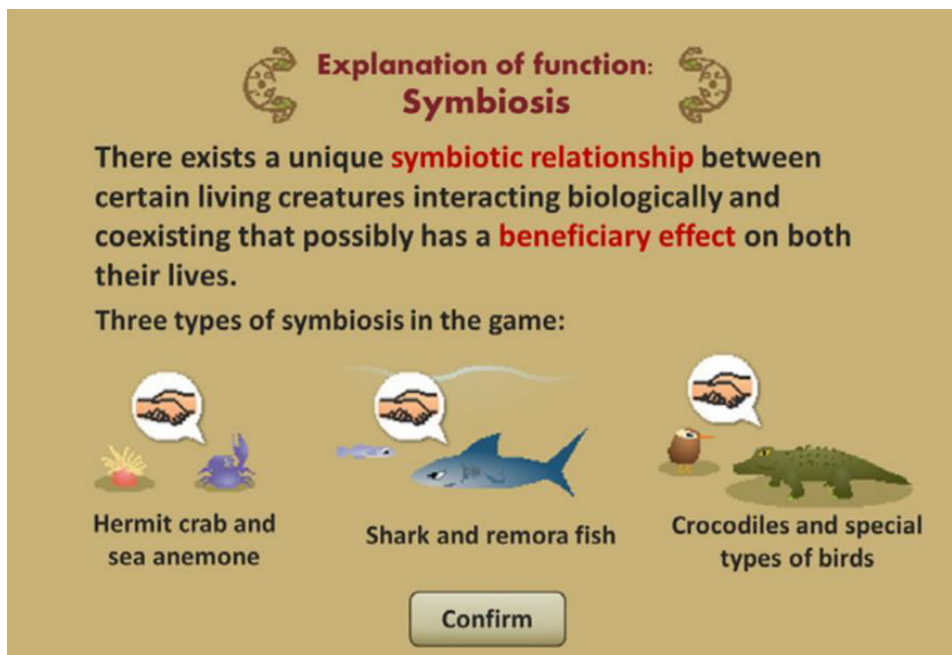 Explanation of function:
Symbiosis
There exists a unique symbiotic relationship between
certain living creatures interacting biologically and
coexisting that possibly has a beneficiary effect on both
their lives.
Three types of symbiosis in the game:
Hermit crab and
sea anemone
Shark and remora fish
Crocodiles and special
types of birds
Confirm